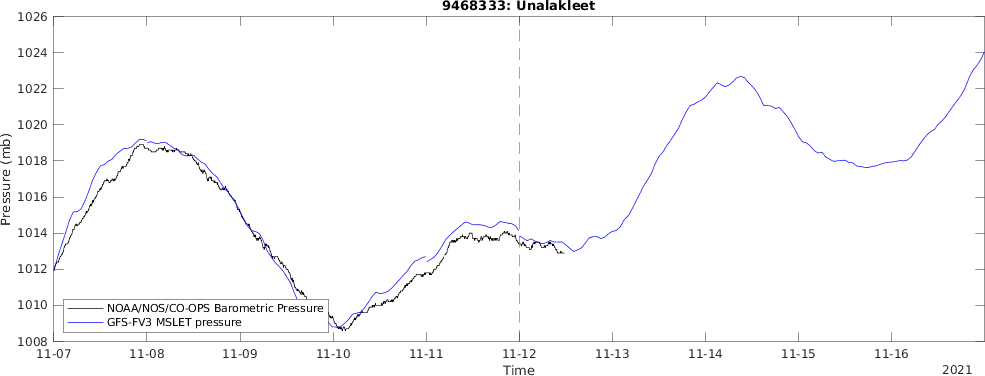 9468333: Unalakleet
1026
1024
1022
1020
1018
1016
1014
1012
1010
1008
Pressure (mb)
NOAA/NOS/CO-OPS Barometric Pressure
GFS-FV3 MSLET pressure
11-07 11-08 11-09 11-10 11-11 11-12 11-13 11-14 11-15 11-16
Time
2021